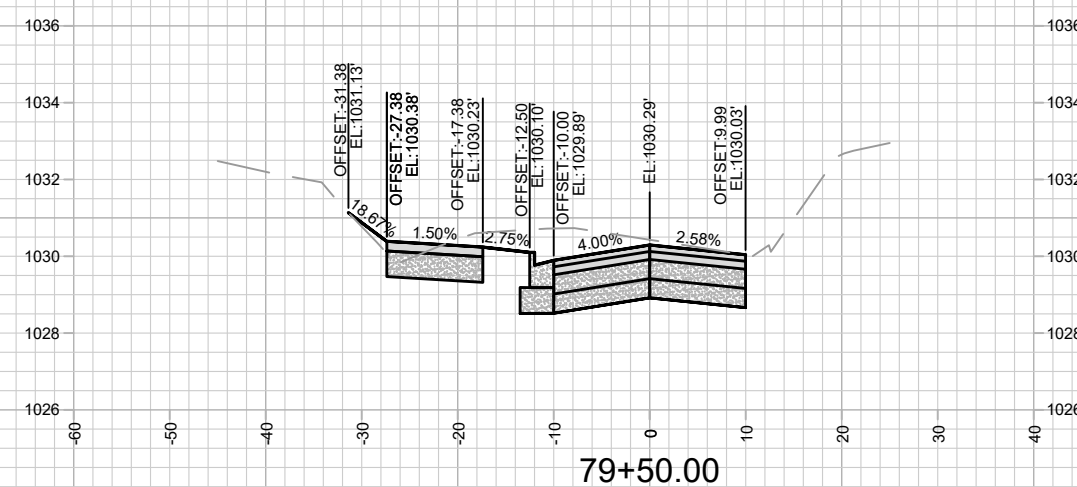 1036
1036
1034
1034
1032
1032
1030
1030
1028
1028
1026
1026
OFFSET:-31.38
EL:1031.13'
OFFSET:-27.38
EL:1030.38'
OFFSET:-17.38
EL:1030.23'
OFFSET:-12.50
EL:1030.10'
OFFSET:-10.00
EL:1029.89'
EL:1030.29'
OFFSET:9.99
EL:1030.03'
18.67%
1.50%
2.75%
4.00%
2.58%
-60
-50
-40
-30
-20
-10
0
10
20
30
40
79+50.00